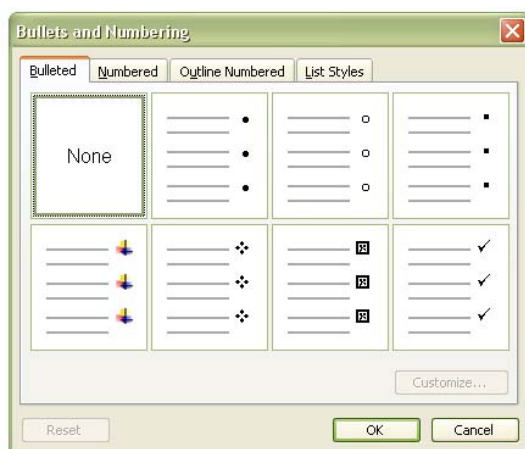 Bullets and Numbering
Bulleted
Numbered
Outline Numbered
List Styles
None
Customize...
Reset
OK
Cancel